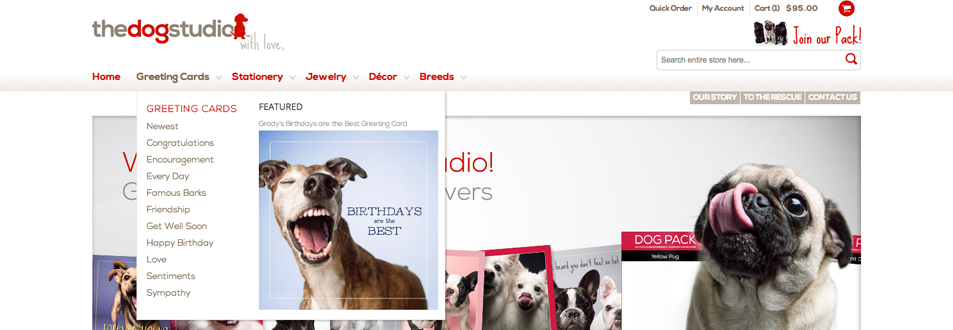 Quick Order
My Account
Cart (1) $95.00
thedogstudio
with love,
Join our Pack!
Search entire store here...
Home
Greeting Cards
Stationery
Jewelry
Décor
Breeds
OUR STORY
TO THE RESCUE
CONTACT US
GREETING CARDS
Newest
Congratulations
Encouragement
Every Day
Famous Barks
Friendship
Get Well Soon
Happy Birthday
Love
Sentiments
Sympathy
FEATURED
Grady's Birthdays are the Best Greeting Card
BIRTHDAYS
are the
BEST
W
udio!
G
vers
heard you don't feel so hot
DOG PACK
Yellow Pug